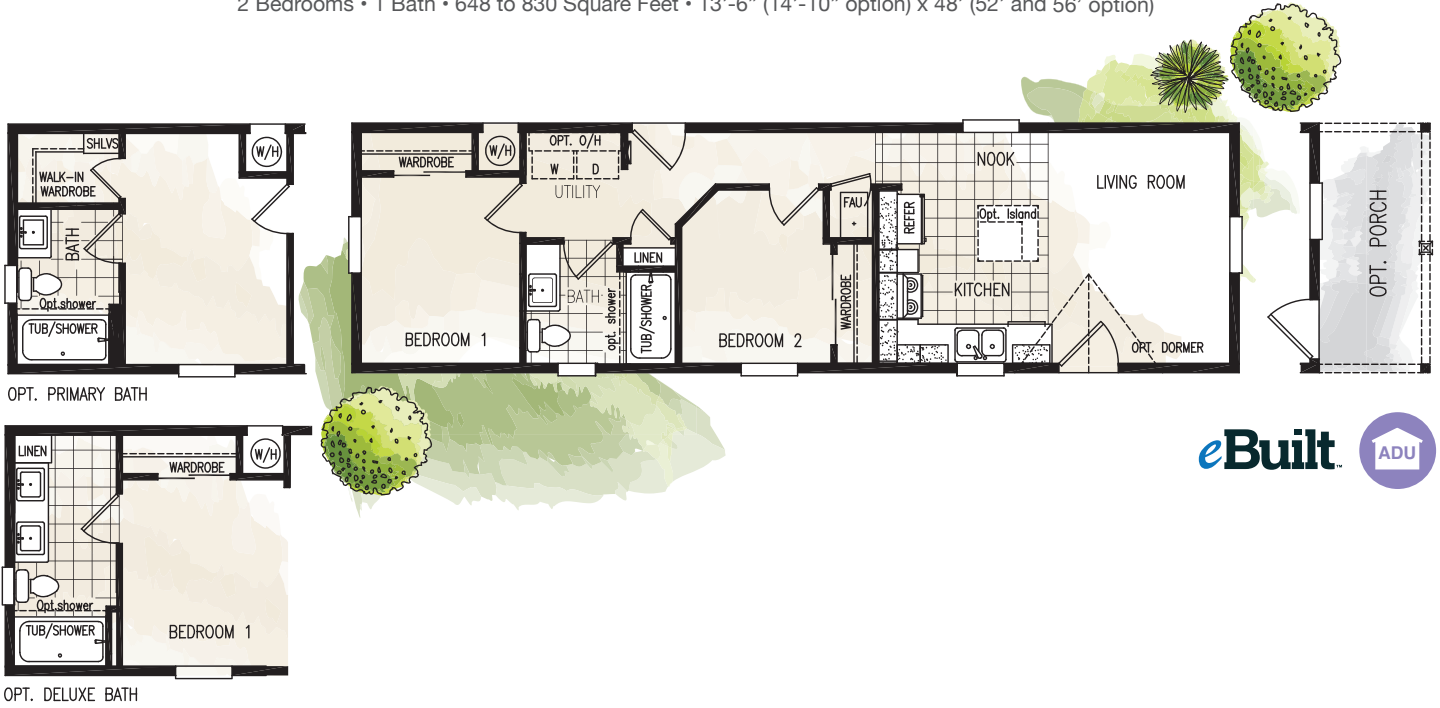 2 Bedrooms • 1 Bath • 648 to 830 Square Feet • 13'-6" (14'-10" option) x 48' (52' and 56' option)
SHLVS
W/H
WALK-IN
WARDROBE
BATH
Opt.shower
TUB/SHOWER
OPT. PRIMARY BATH
WARDROBE
W/H
OPT. O/H
W D
UTILITY
BEDROOM 1
LINEN
BATH
opt. shower
TUB/SHOWER
BEDROOM 2
WARDROBE
FAU
REFER
NOOK
Opt. Island
KITCHEN
LIVING ROOM
OPT. DORMER
OPT. PORCH
LINEN
WARDROBE
W/H
Opt.shower
TUB/SHOWER
BEDROOM 1
OPT. DELUXE BATH
eBuilt™
ADU